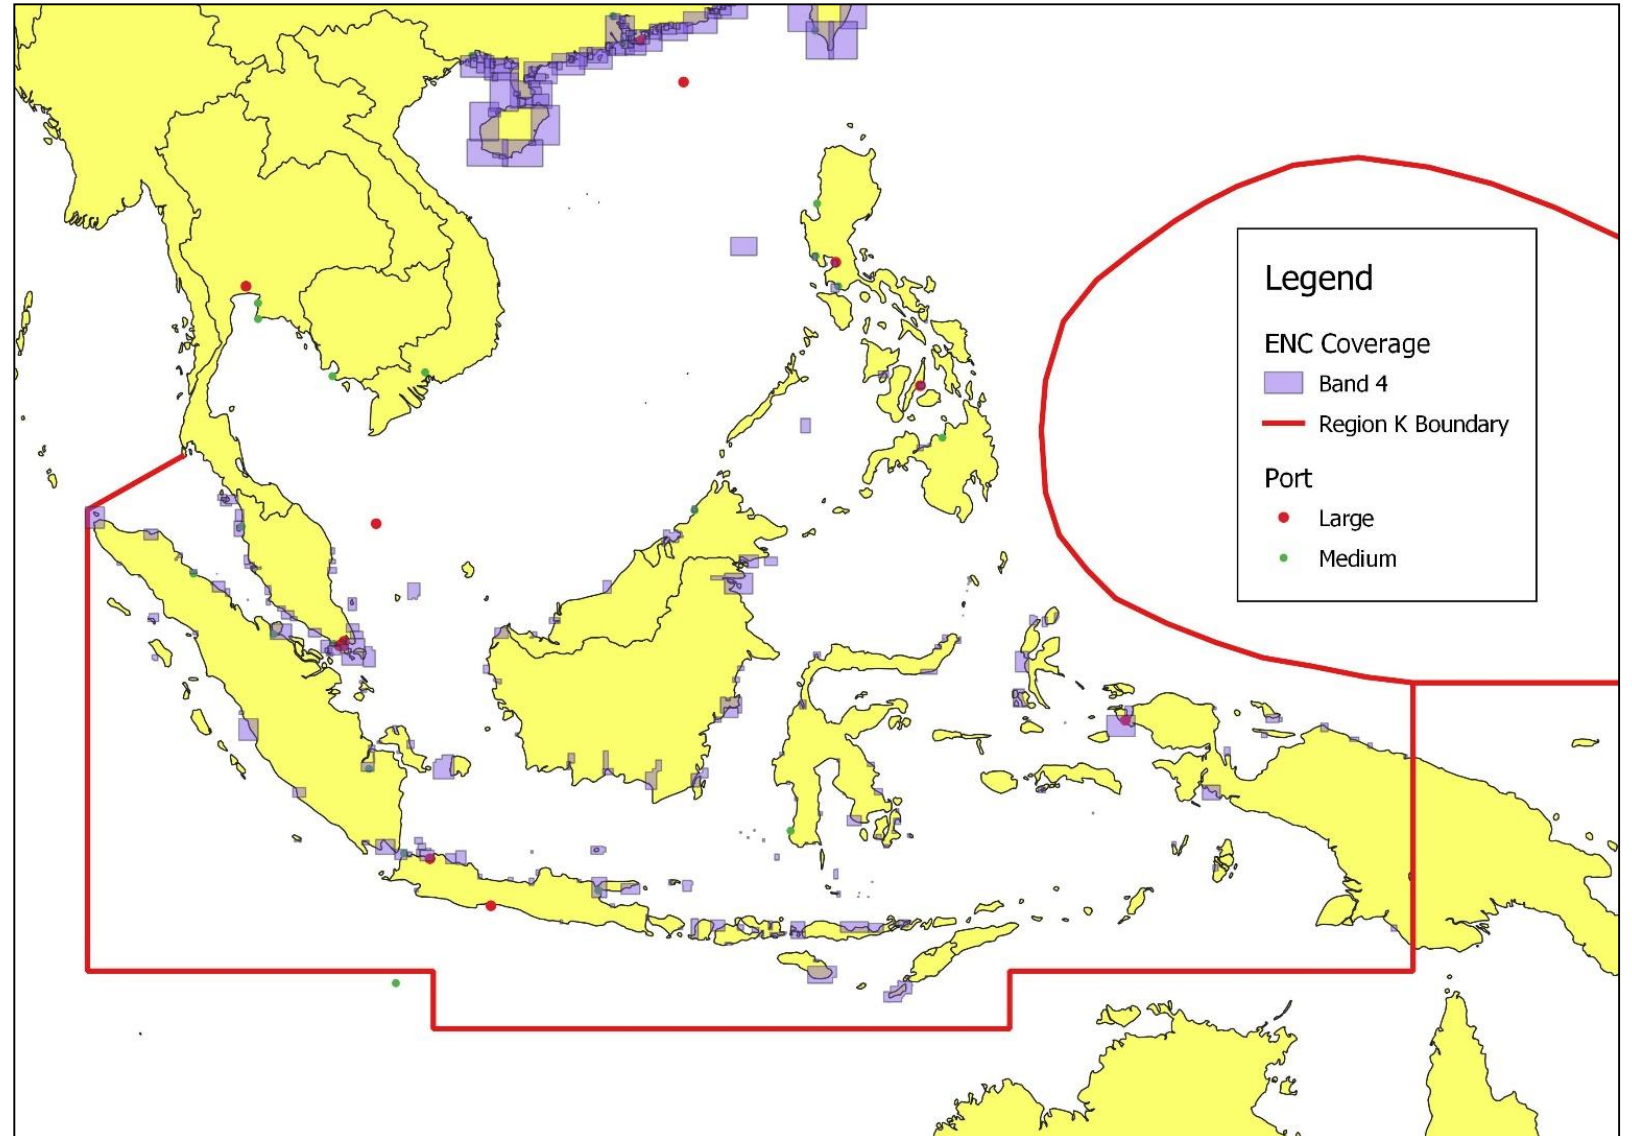 Legend
ENC Coverage
Band 4
Region K Boundary
Port
Large
Medium